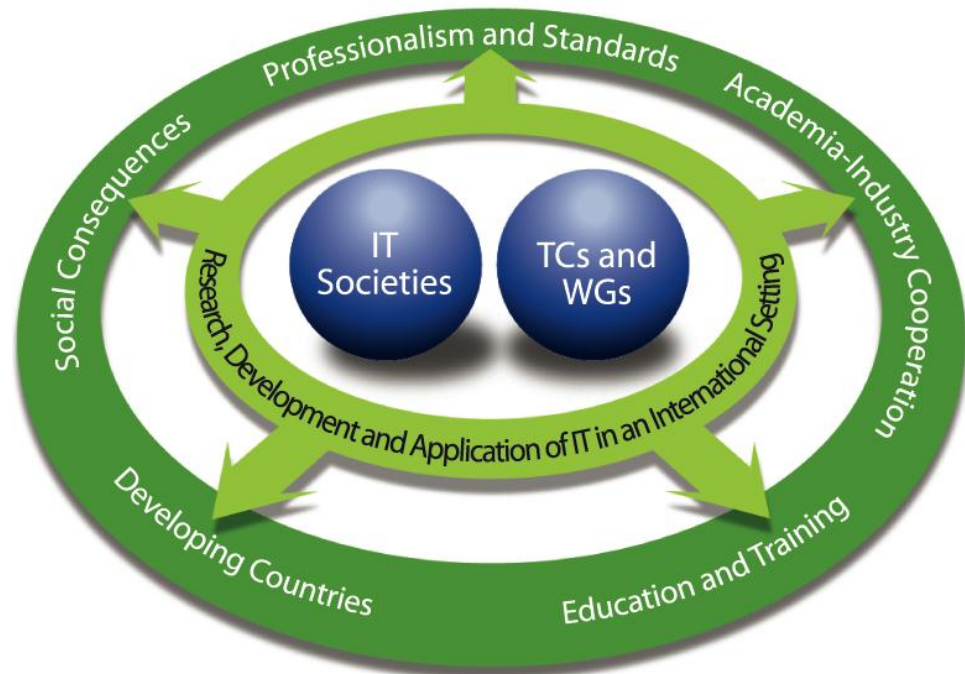 Professionalism and Standards
Academia-Industry Cooperation
Social Consequences
IT
Societies
TCs and
WGs
Research, Development and Application of IT in an International Setting
Developing Countries
Education and Training